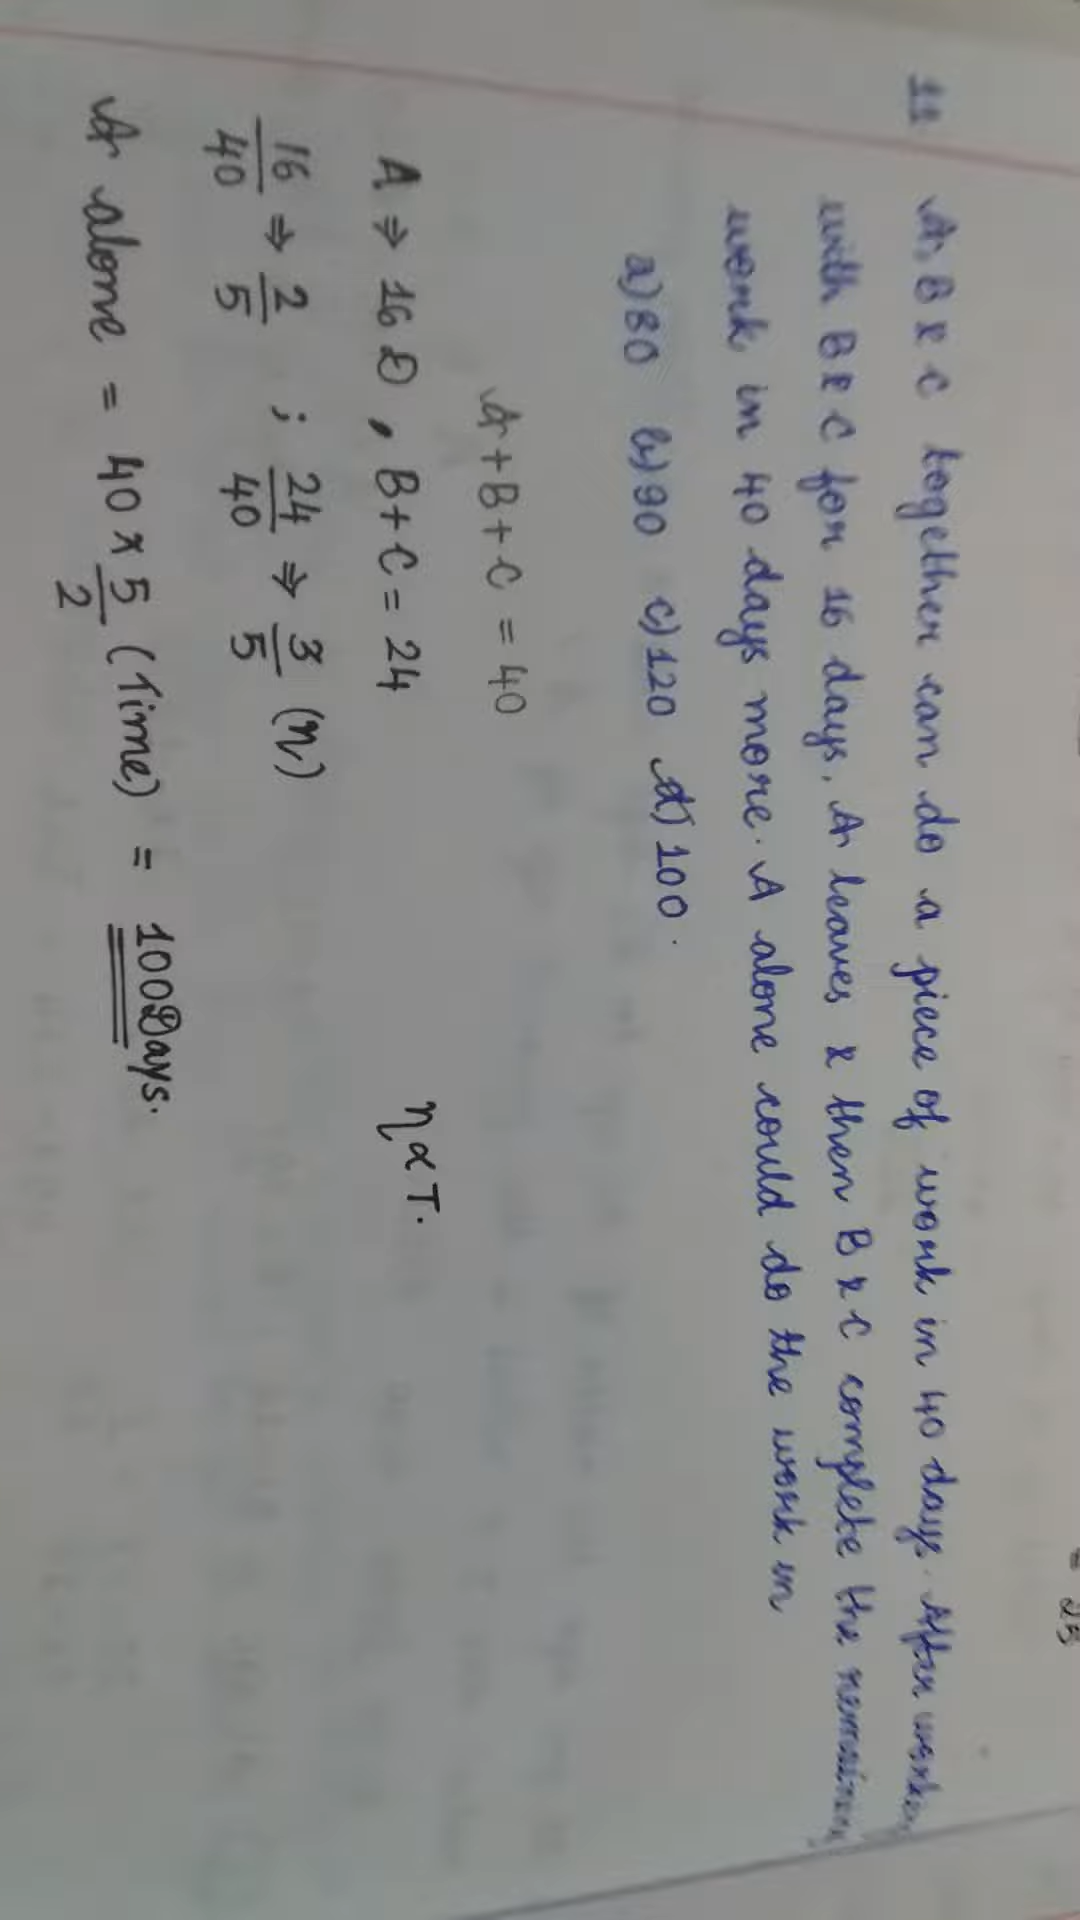 = 25
11 A, B & C together can do a piece of work in 40 days. After working
with B & C for 16 days, A leaves & then B & C complete the remaining
work in 40 days more. A alone could do the work in
a) 80 b) 90 c) 120 d) 100.
A + B + C = 40
A ⇒ 16 D, B + C = 24
η ∝ T.
16/40 ⇒ 2/5 ; 24/40 ⇒ 3/5 (η)
A alone = 40 × 5/2 (Time) = 100 Days.